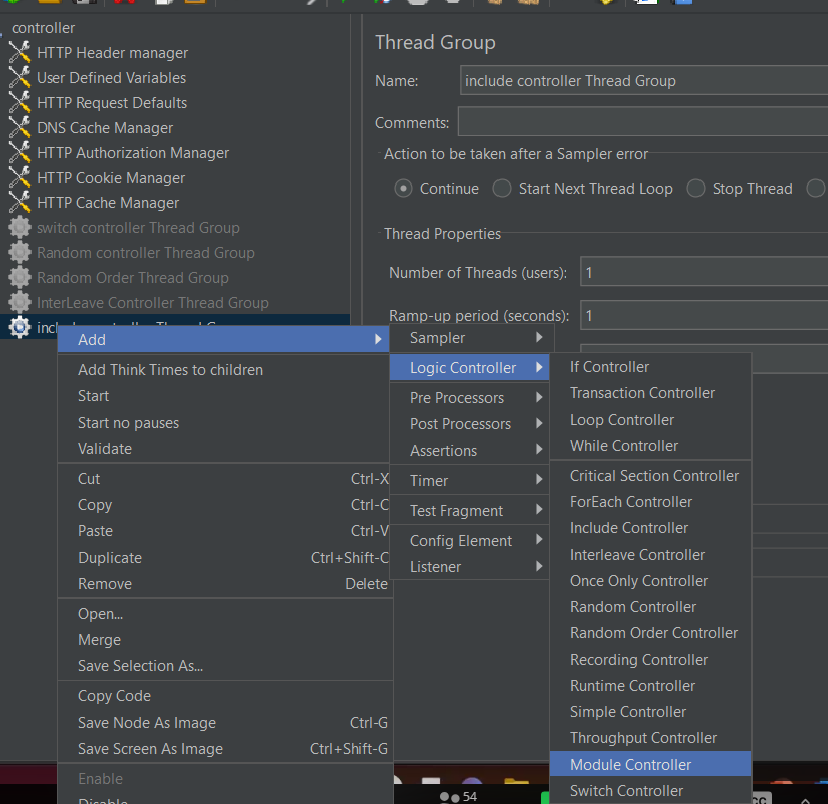 controller
HTTP Header manager
User Defined Variables
HTTP Request Defaults
DNS Cache Manager
HTTP Authorization Manager
HTTP Cookie Manager
HTTP Cache Manager
switch controller Thread Group
Random controller Thread Group
Random Order Thread Group
InterLeave Controller Thread Group
Thread Group
Name: include controller Thread Group
Comments:
Action to be taken after a Sampler error
Continue Start Next Thread Loop Stop Thread
Thread Properties
Number of Threads (users): 1
Ramp-up period (seconds): 1
Add
Add Think Times to children
Start
Start no pauses
Validate
Cut Ctrl-X
Copy Ctrl-C
Paste Ctrl-V
Duplicate Ctrl+Shift-C
Remove Delete
Open...
Merge
Save Selection As...
Copy Code
Save Node As Image Ctrl-G
Save Screen As Image Ctrl+Shift-G
Enable
Disable
Sampler
Logic Controller
Pre Processors
Post Processors
Assertions
Timer
Test Fragment
Config Element
Listener
If Controller
Transaction Controller
Loop Controller
While Controller
Critical Section Controller
ForEach Controller
Include Controller
Interleave Controller
Once Only Controller
Random Controller
Random Order Controller
Recording Controller
Runtime Controller
Simple Controller
Throughput Controller
Module Controller
Switch Controller
54